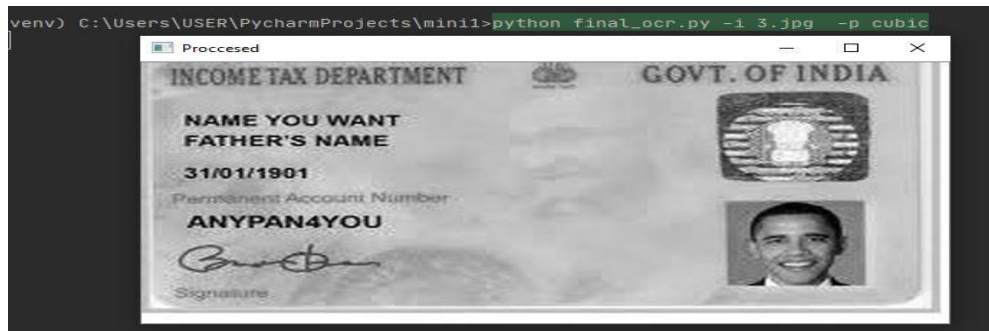 venv) C:\Users\USER\PycharmProjects\mini1>python final_ocr.py -i 3.jpg  -p cubic
Proccesed
INCOME TAX DEPARTMENT GOVT. OF INDIA
NAME YOU WANT
FATHER'S NAME
31/01/1901
Permanent Account Number
ANYPAN4YOU
Signature